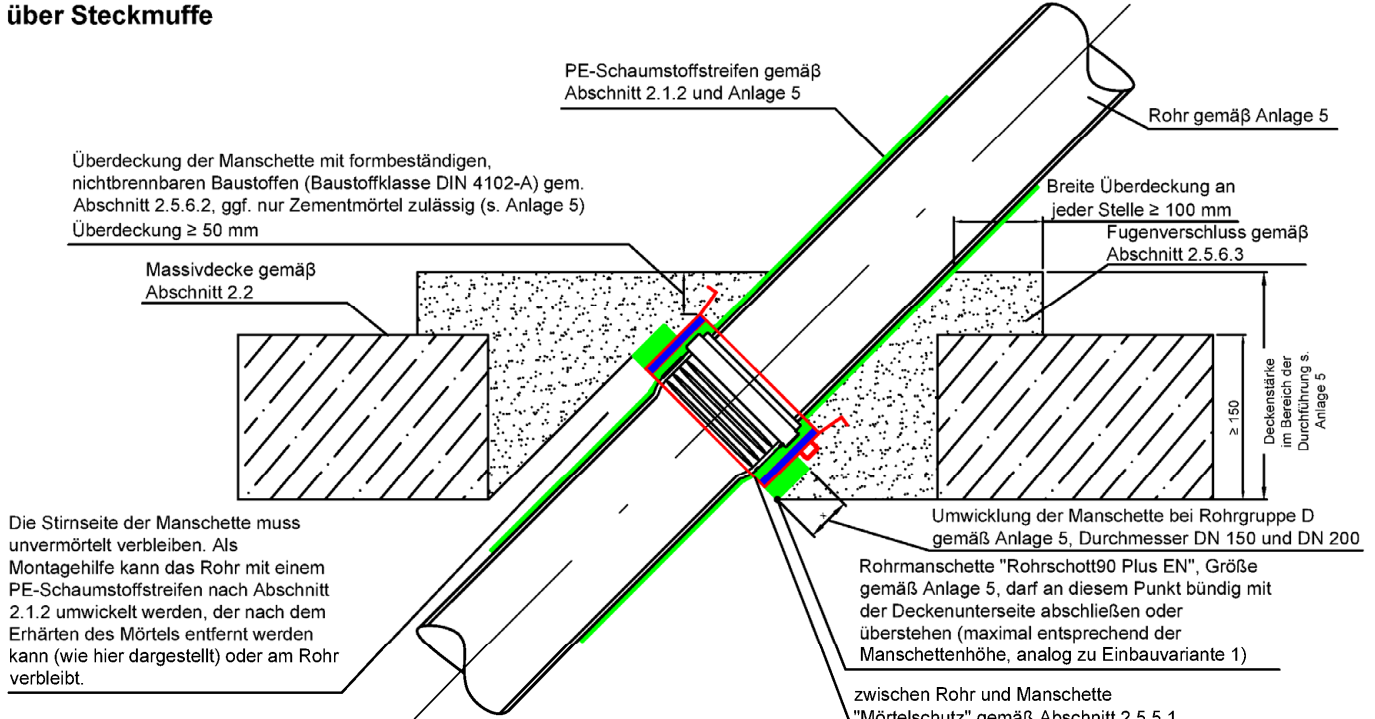 über Steckmuffe
PE-Schaumstoffstreifen gemäß
Abschnitt 2.1.2 und Anlage 5
Rohr gemäß Anlage 5
Überdeckung der Manschette mit formbeständigen,
nichtbrennbaren Baustoffen (Baustoffklasse DIN 4102-A) gem.
Abschnitt 2.5.6.2, ggf. nur Zementmörtel zulässig (s. Anlage 5)
Überdeckung ≥ 50 mm
Breite Überdeckung an
jeder Stelle ≥ 100 mm
Fugenverschluss gemäß
Abschnitt 2.5.6.3
Massivdecke gemäß
Abschnitt 2.2
≥ 150
Deckenstärke
im Bereich der
Durchführung s.
Anlage 5
Die Stirnseite der Manschette muss
unvermörtelt verbleiben. Als
Montagehilfe kann das Rohr mit einem
PE-Schaumstoffstreifen nach Abschnitt
2.1.2 umwickelt werden, der nach dem
Erhärten des Mörtels entfernt werden
kann (wie hier dargestellt) oder am Rohr
verbleibt.
Umwicklung der Manschette bei Rohrgruppe D
gemäß Anlage 5, Durchmesser DN 150 und DN 200
Rohrmanschette "Rohrschott90 Plus EN", Größe
gemäß Anlage 5, darf an diesem Punkt bündig mit
der Deckenunterseite abschließen oder
überstehen (maximal entsprechend der
Manschettenhöhe, analog zu Einbauvariante 1)
zwischen Rohr und Manschette
"Mörtelschutz" gemäß Abschnitt 2.5.5.1